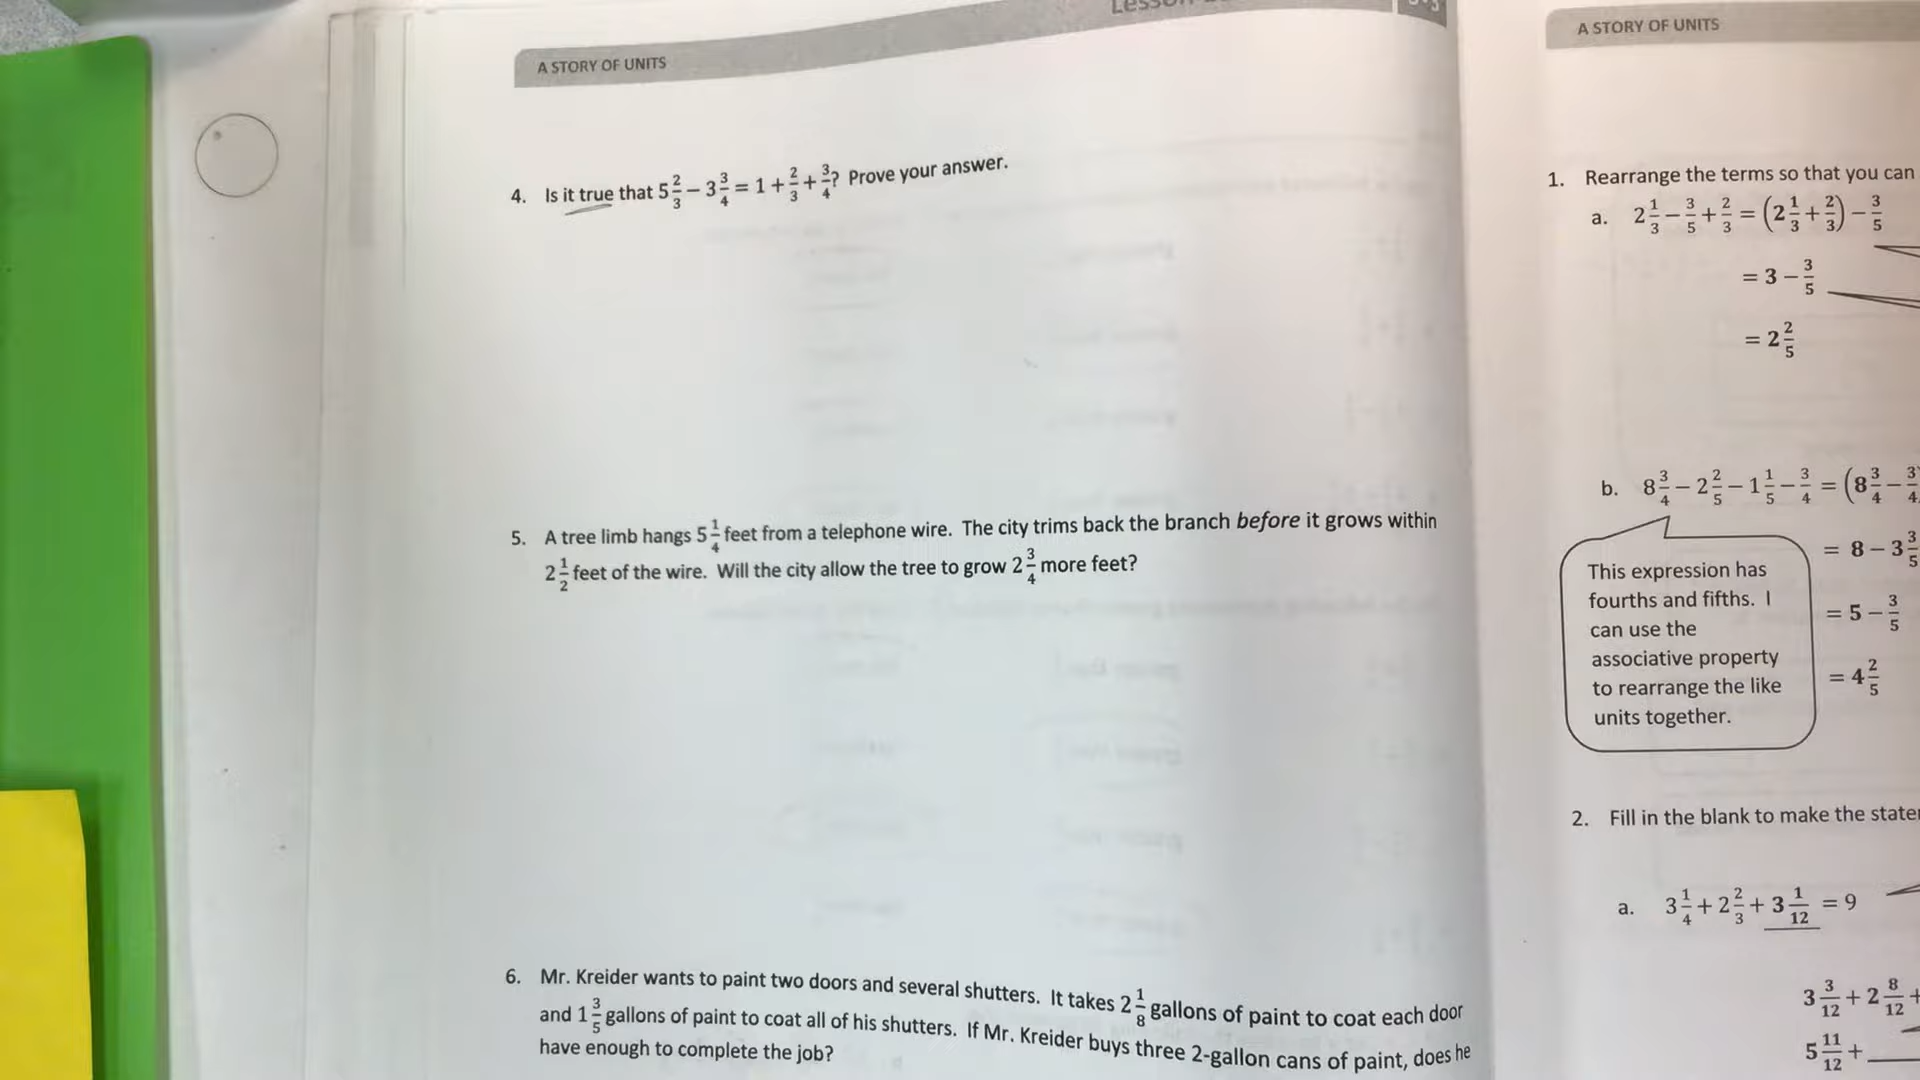 A STORY OF UNITS
4. Is it true that 5 2/3 − 3 3/4 = 1 + 2/3 + 3/4? Prove your answer.
5. A tree limb hangs 5 1/4 feet from a telephone wire. The city trims back the branch before it grows within
2 1/2 feet of the wire. Will the city allow the tree to grow 2 3/4 more feet?
6. Mr. Kreider wants to paint two doors and several shutters. It takes 2 1/8 gallons of paint to coat each door
and 1 3/5 gallons of paint to coat all of his shutters. If Mr. Kreider buys three 2-gallon cans of paint, does he
have enough to complete the job?
A STORY OF UNITS
1. Rearrange the terms so that you can
a. 2 1/3 − 3/5 + 2/3 = (2 1/3 + 2/3) − 3/5
= 3 − 3/5
= 2 2/5
b. 8 3/4 − 2 2/5 − 1 1/5 − 3/4 = (8 3/4 − 3/4
= 8 − 3 3/5
= 5 − 3/5
= 4 2/5
This expression has
fourths and fifths. I
can use the
associative property
to rearrange the like
units together.
2. Fill in the blank to make the
a. 3 1/4 + 2 2/3 + 3 1/12 = 9
3 3/12 + 2 8/12 +
5 11/12 + ___